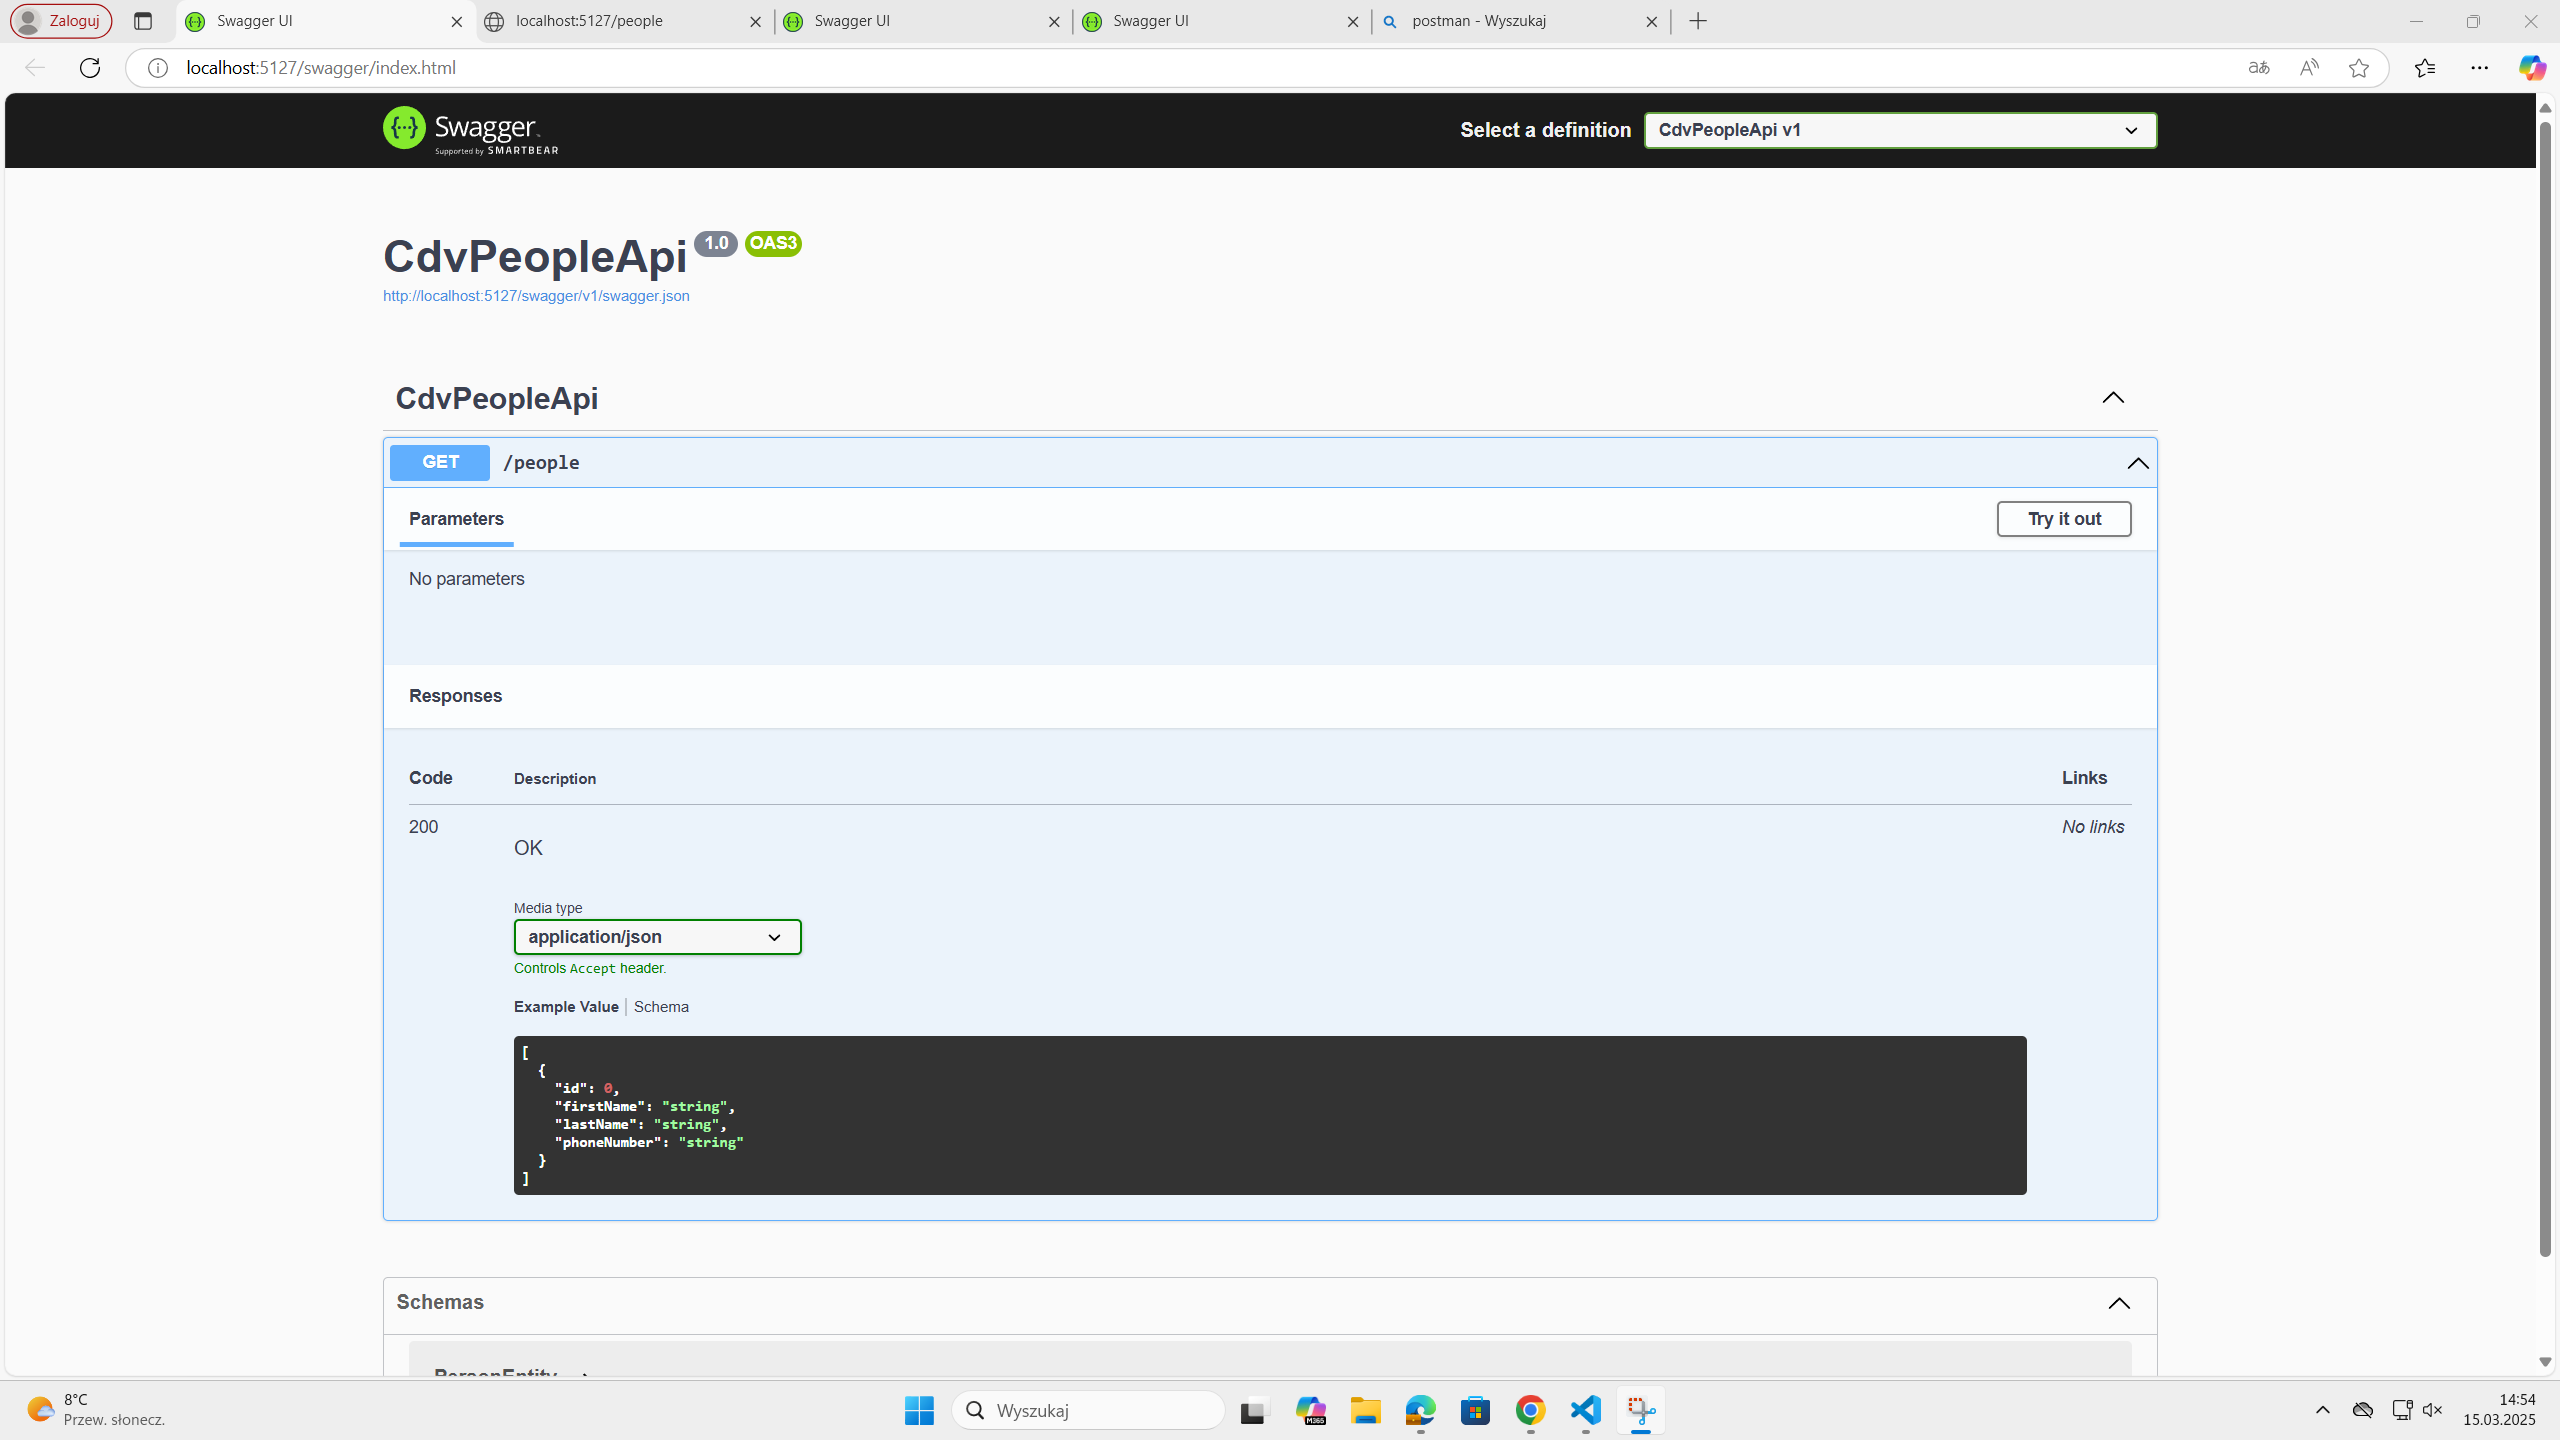 Zaloguj
Swagger UI
localhost:5127/people
Swagger UI
Swagger UI
postman - Wyszukaj
localhost:5127/swagger/index.html
Swagger
Supported by SMARTBEAR
Select a definition
CdvPeopleApi v1
CdvPeopleApi 1.0 OAS3
http://localhost:5127/swagger/v1/swagger.json
CdvPeopleApi
GET /people
Parameters
Try it out
No parameters
Responses
Code Description Links
200 No links
OK
Media type
application/json
Controls Accept header.
Example Value | Schema
[
{
"id": 0,
"firstName": "string",
"lastName": "string",
"phoneNumber": "string"
}
]
Schemas
PersonEntity
8°C
Przew. słonecz.
Wyszukaj
M365
14:54
15.03.2025